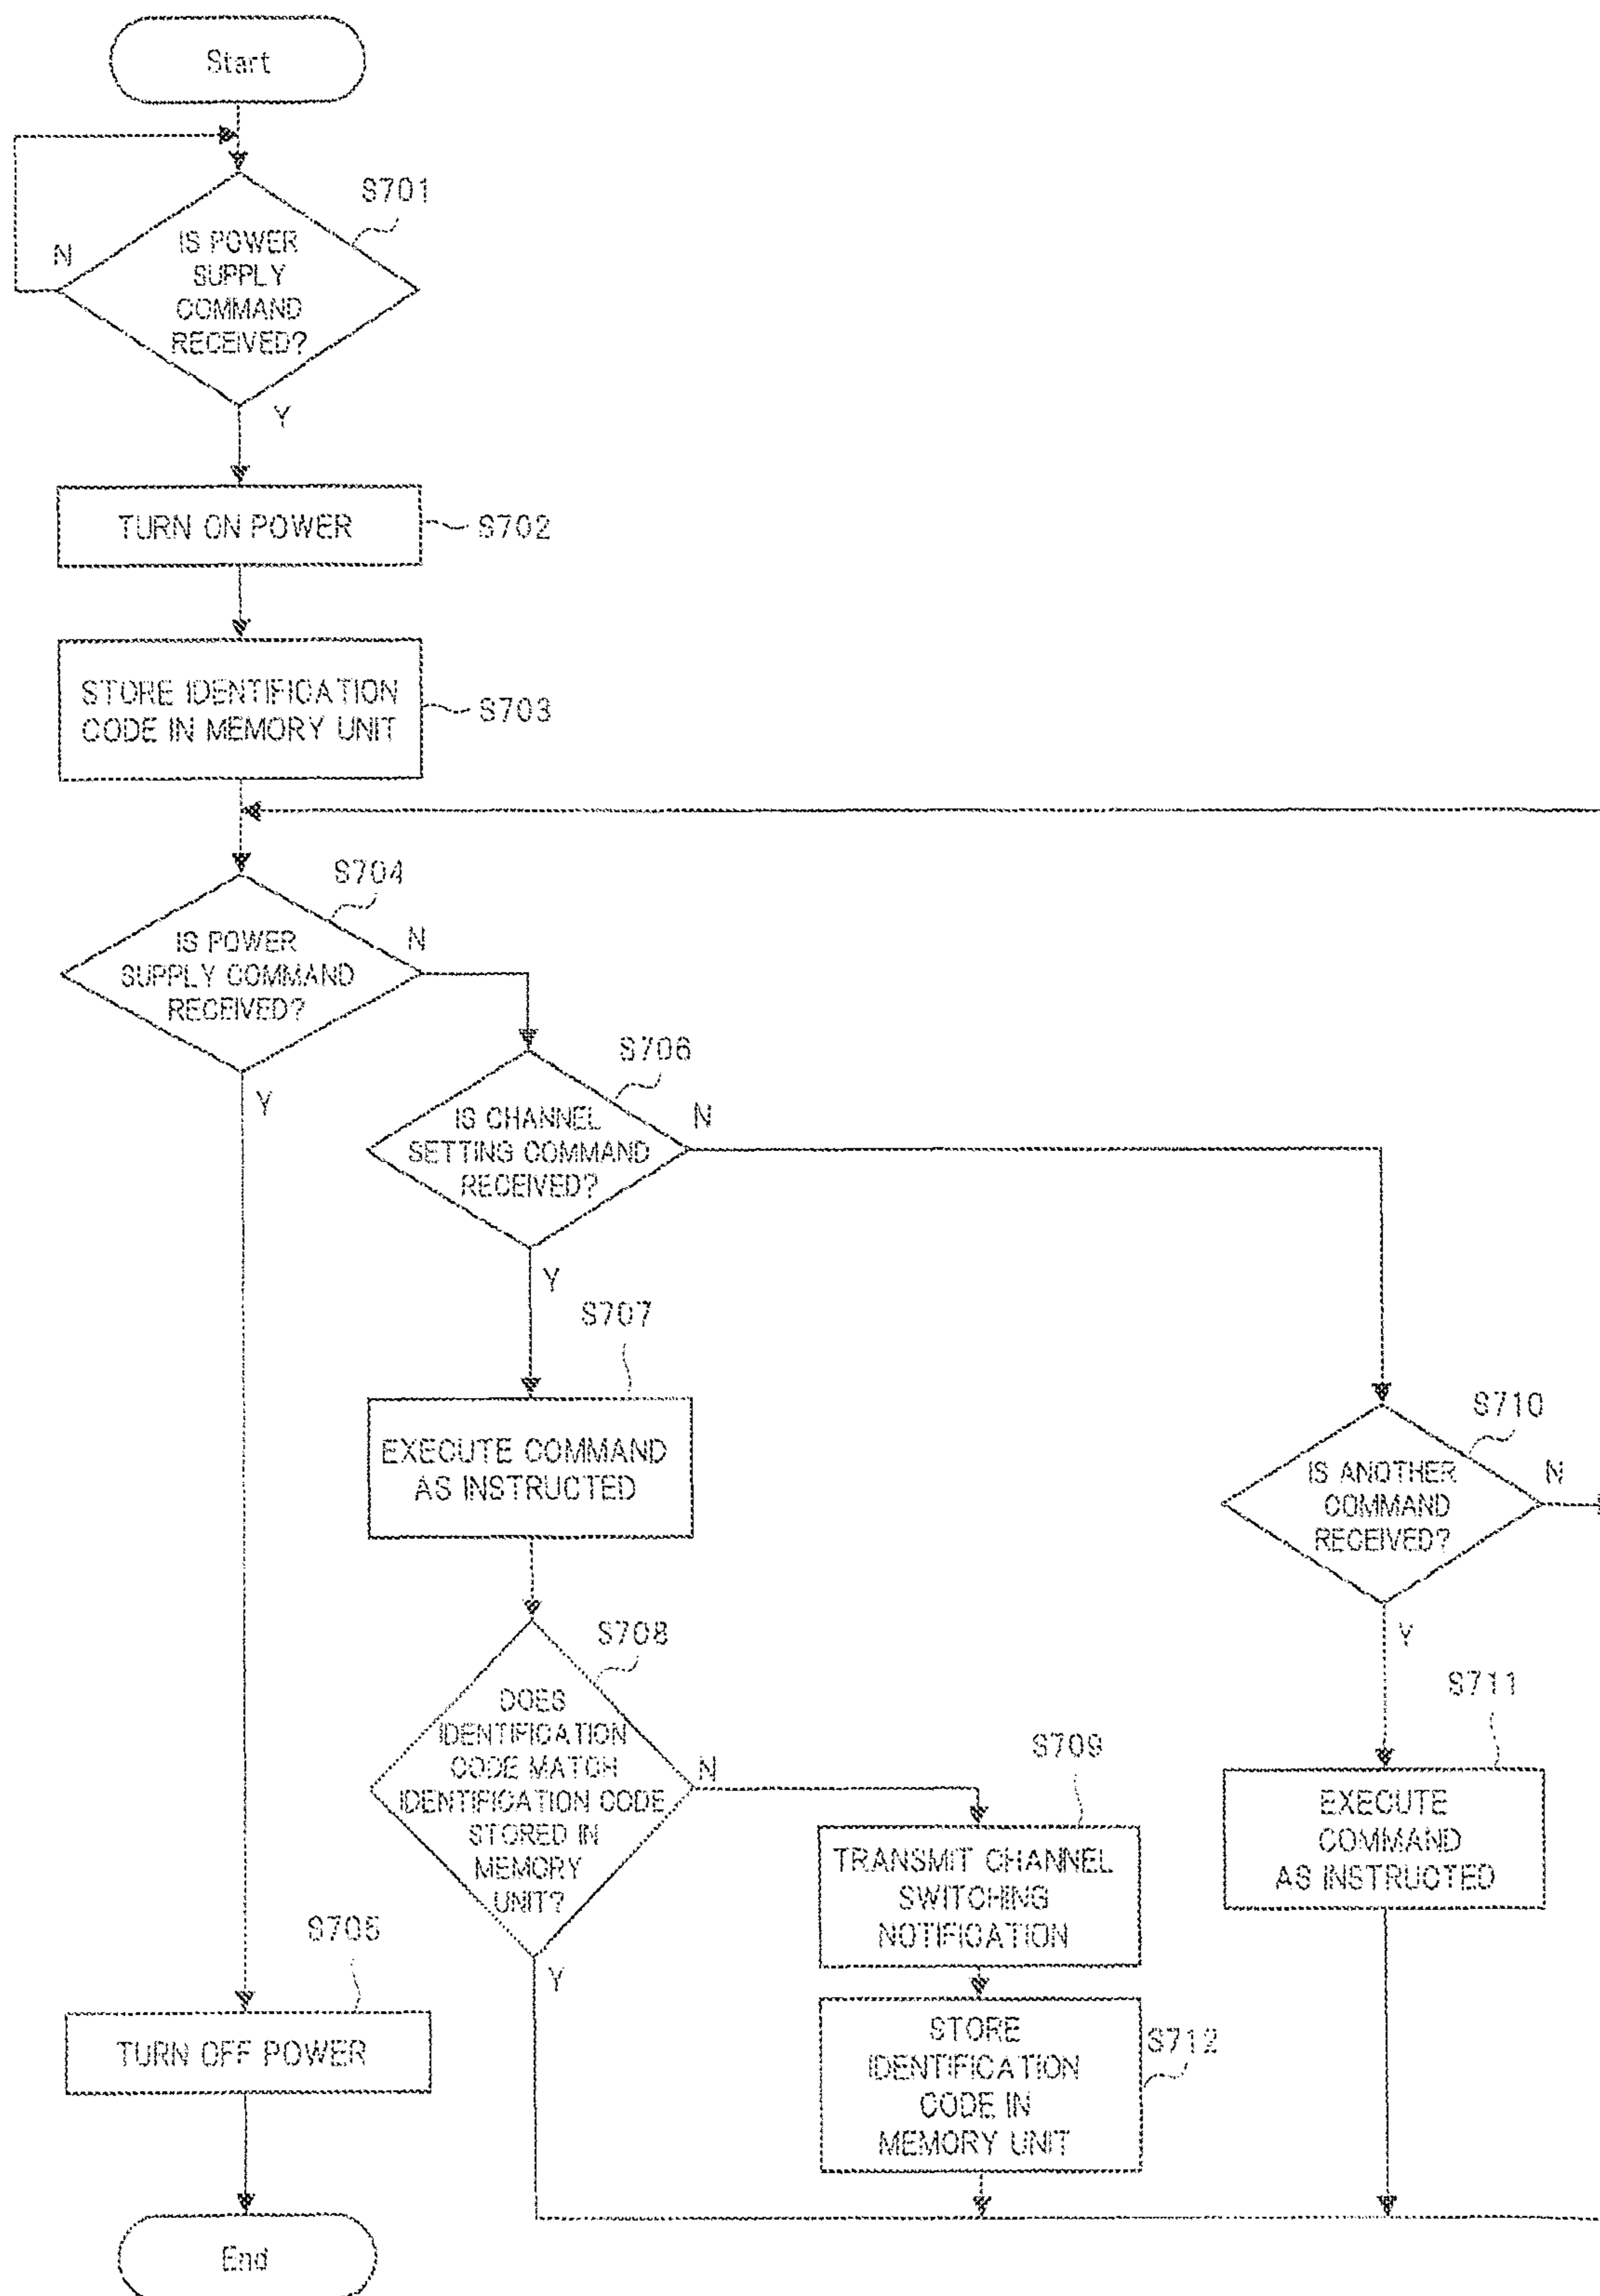 Start
S701
IS POWER
SUPPLY
COMMAND
RECEIVED?
N
Y
TURN ON POWER
S702
STORE IDENTIFICATION
CODE IN MEMORY UNIT
S703
S704
IS POWER
SUPPLY COMMAND
RECEIVED?
N
Y
S706
IS CHANNEL
SETTING COMMAND
RECEIVED?
N
Y
S707
EXECUTE COMMAND
AS INSTRUCTED
S710
IS ANOTHER
COMMAND
RECEIVED?
N
Y
S708
DOES
IDENTIFICATION
CODE MATCH
IDENTIFICATION CODE
STORED IN
MEMORY
UNIT?
N
Y
S709
TRANSMIT CHANNEL
SWITCHING
NOTIFICATION
S711
EXECUTE
COMMAND
AS INSTRUCTED
S705
TURN OFF POWER
STORE
IDENTIFICATION
CODE IN
MEMORY UNIT
S712
End